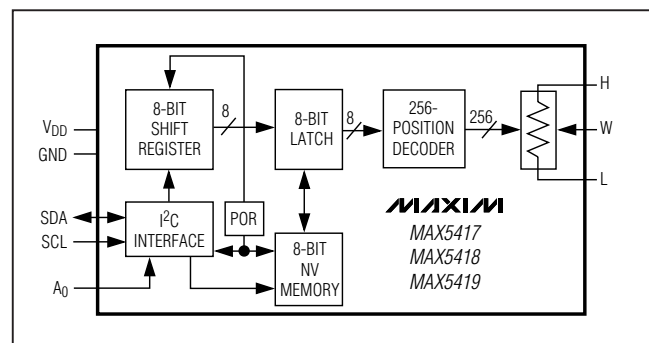 8-BIT
SHIFT
REGISTER
8
8-BIT
LATCH
8
256-
POSITION
DECODER
256
H
W
L
VDD
GND
SDA
SCL
A0
I2C
INTERFACE
POR
8-BIT
NV
MEMORY
MAXIM
MAX5417
MAX5418
MAX5419